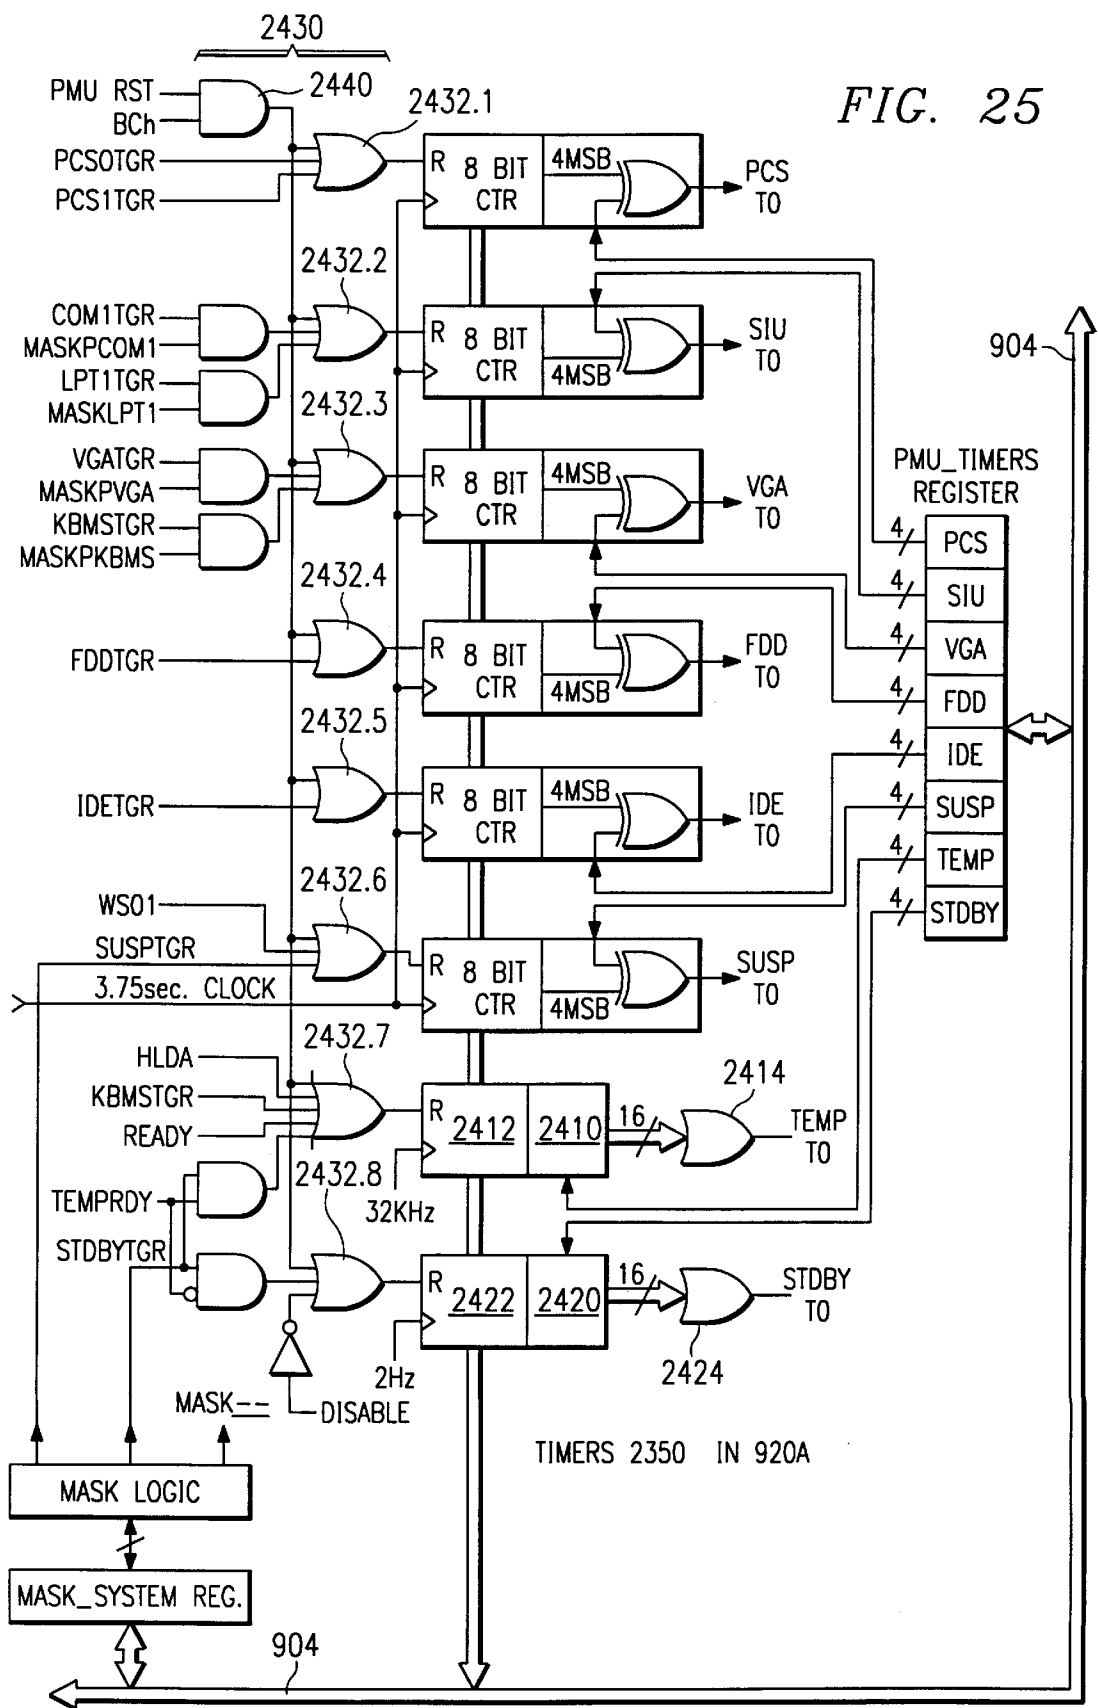 2430
FIG. 25
PMU RST
BCh
2440
2432.1
PCS0TGR
PCS1TGR
R
8 BIT
CTR
4MSB
PCS
TO
2432.2
COM1TGR
MASKPCOM1
LPT1TGR
MASKLPT1
R
8 BIT
CTR
4MSB
SIU
TO
904
2432.3
VGATGR
MASKPVGA
KBMSTGR
MASKPKBMS
R
8 BIT
CTR
4MSB
VGA
TO
PMU_TIMERS
REGISTER
4 PCS
4 SIU
4 VGA
4 FDD
4 IDE
4 SUSP
4 TEMP
4 STDBY
2432.4
FDDTGR
R
8 BIT
CTR
4MSB
FDD
TO
2432.5
IDETGR
R
8 BIT
CTR
4MSB
IDE
TO
2432.6
WS01
SUSPTGR
3.75sec. CLOCK
R
8 BIT
CTR
4MSB
SUSP
TO
2432.7
HLDA
KBMSTGR
READY
R
2412
2410
16
2414
TEMP
TO
32KHz
TEMPRDY
STDBYTGR
2432.8
R
2422
2420
16
STDBY
TO
2424
2Hz
MASK--
DISABLE
TIMERS 2350 IN 920A
MASK LOGIC
MASK_SYSTEM REG.
904